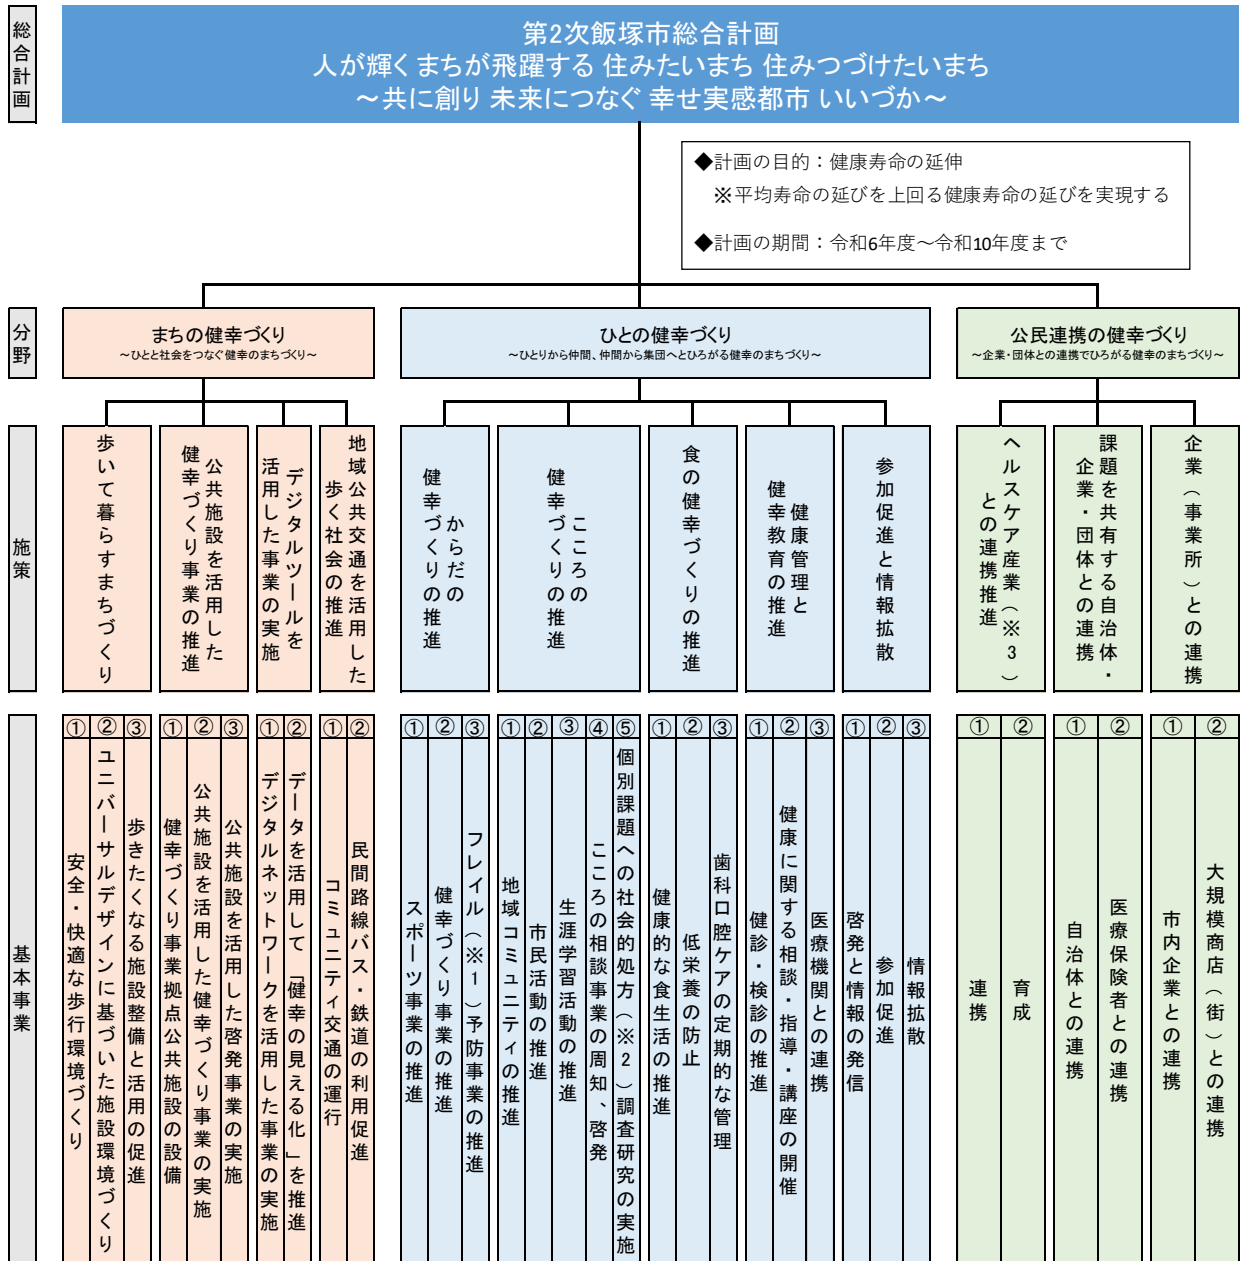 総合計画
第2次飯塚市総合計画
人が輝く まちが飛躍する 住みたいまち 住みつづけたいまち
～共に創り 未来につなぐ 幸せ実感都市 いいづか～
◆計画の目的：健康寿命の延伸
※平均寿命の延びを上回る健康寿命の延びを実現する
◆計画の期間：令和6年度～令和10年度まで
分野
まちの健幸づくり
～ひとと社会をつなぐ健幸のまちづくり～
ひとの健幸づくり
～ひとりから仲間、仲間から集団へとひろがる健幸のまちづくり～
公民連携の健幸づくり
～企業・団体との連携でひろがる健幸のまちづくり～
施策
歩いて暮らすまちづくり
公共施設を活用した
健幸づくり事業の推進
デジタルツールを
活用した事業の実施
地域公共交通を活用した
歩く社会の推進
からだの
健幸づくりの推進
こころの
健幸づくりの推進
食の健幸づくりの推進
健康管理と
健幸教育の推進
参加促進と情報拡散
ヘルスケア産業（※3）
との連携推進
課題を共有する自治体・
企業・団体との連携
企業（事業所）との連携
基本事業
①
安全・快適な歩行環境づくり
②
ユニバーサルデザインに基づいた施設環境づくり
③
歩きたくなる施設整備と活用の促進
①
健幸づくり事業拠点公共施設の設備
②
公共施設を活用した健幸づくり事業の実施
③
公共施設を活用した啓発事業の実施
①
デジタルネットワークを活用した事業の実施
②
データを活用して「健幸の見える化」を推進
①
コミュニティ交通の運行
②
民間路線バス・鉄道の利用促進
①
スポーツ事業の推進
②
健幸づくり事業の推進
③
フレイル（※1）予防事業の推進
①
地域コミュニティの推進
②
市民活動の推進
③
生涯学習活動の推進
④
こころの相談事業の周知、啓発
⑤
個別課題への社会的処方（※2）調査研究の実施
①
健康的な食生活の推進
②
低栄養の防止
③
歯科口腔ケアの定期的な管理
①
健診・検診の推進
②
健康に関する相談・指導・講座の開催
③
医療機関との連携
①
啓発と情報の発信
②
参加促進
③
情報拡散
①
連携
②
育成
①
自治体との連携
②
医療保険者との連携
①
市内企業との連携
②
大規模商店（街）との連携